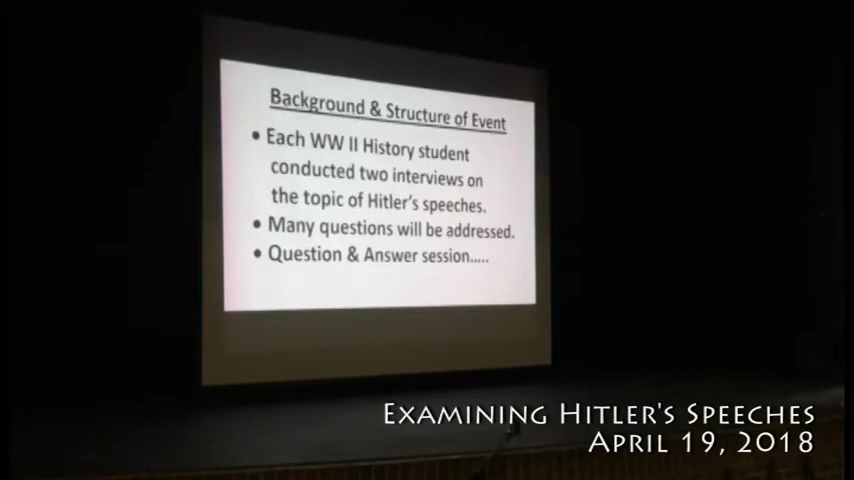 Background & Structure of Event
• Each WW II History student
conducted two interviews on
the topic of Hitler's speeches.
• Many questions will be addressed.
• Question & Answer session.....
Examining Hitler's Speeches
April 19, 2018